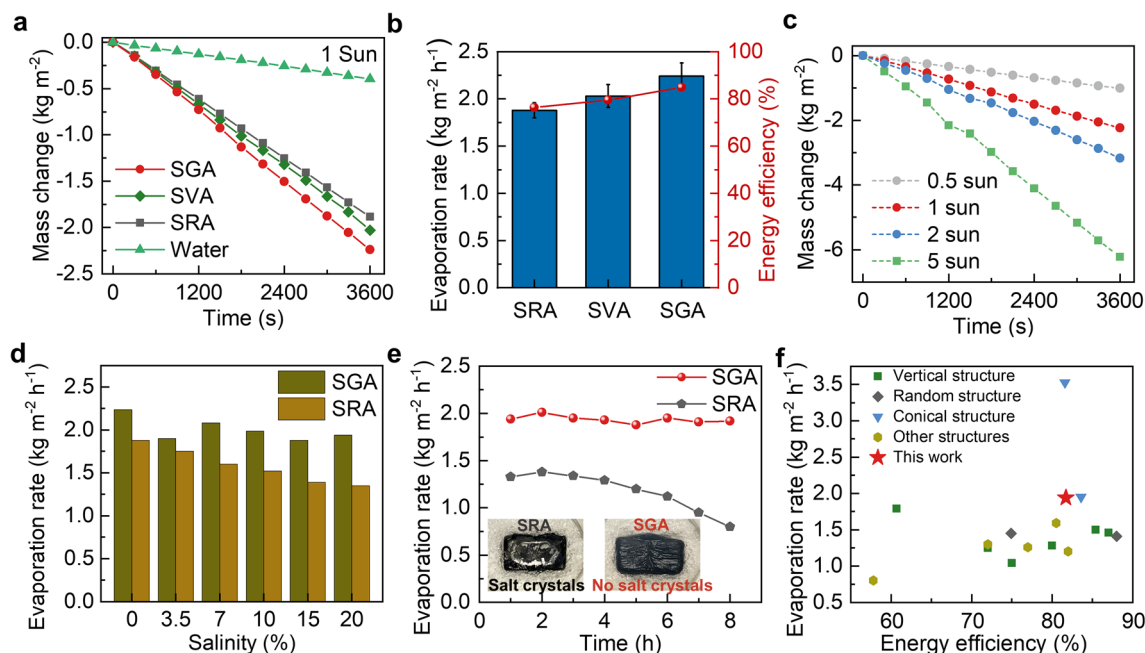 a
0.0
-0.5
-1.0
-1.5
-2.0
-2.5
Mass change (kg m⁻²)
1 Sun
SGA
SVA
SRA
Water
0 1200 2400 3600
Time (s)
b
2.5
2.0
1.5
1.0
0.5
0.0
Evaporation rate (kg m⁻² h⁻¹)
100
80
60
40
20
0
Energy efficiency (%)
SRA SVA SGA
c
0
-2
-4
-6
Mass change (kg m⁻²)
0.5 sun
1 sun
2 sun
5 sun
0 1200 2400 3600
Time (s)
d
2.5
2.0
1.5
1.0
0.5
0.0
Evaporation rate (kg m⁻² h⁻¹)
SGA
SRA
0 3.5 7 10 15 20
Salinity (%)
e
2.5
2.0
1.5
1.0
0.5
0.0
Evaporation rate (kg m⁻² h⁻¹)
SGA
SRA
SRA SGA
Salt crystals No salt crystals
0 2 4 6 8
Time (h)
f
3.5
3.0
2.5
2.0
1.5
1.0
0.5
Evaporation rate (kg m⁻² h⁻¹)
Vertical structure
Random structure
Conical structure
Other structures
This work
60 70 80 90
Energy efficiency (%)